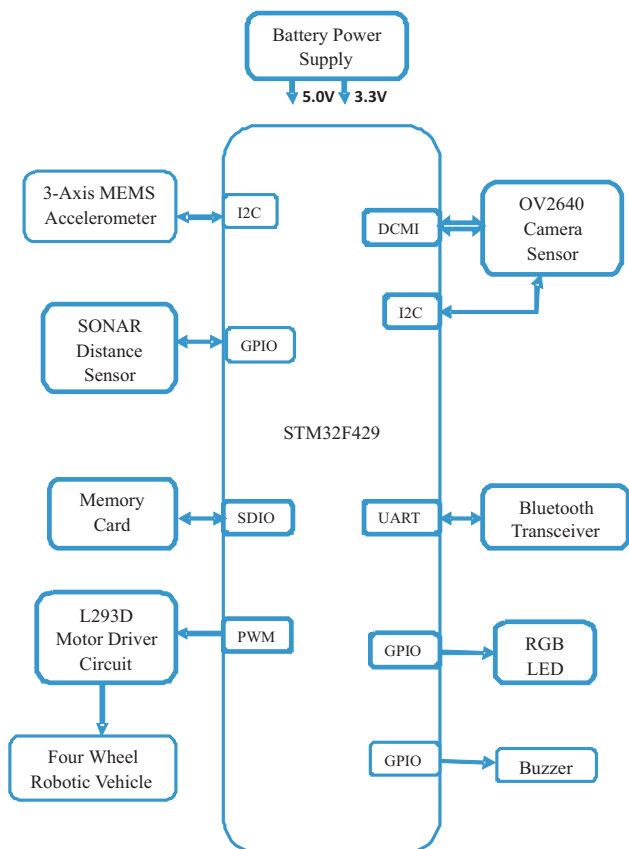 Battery Power
Supply
5.0V 3.3V
3-Axis MEMS
Accelerometer
I2C
DCMI
OV2640
Camera
Sensor
I2C
SONAR
Distance
Sensor
GPIO
STM32F429
Memory
Card
SDIO
UART
Bluetooth
Transceiver
L293D
Motor Driver
Circuit
PWM
GPIO
RGB
LED
Four Wheel
Robotic Vehicle
GPIO
Buzzer